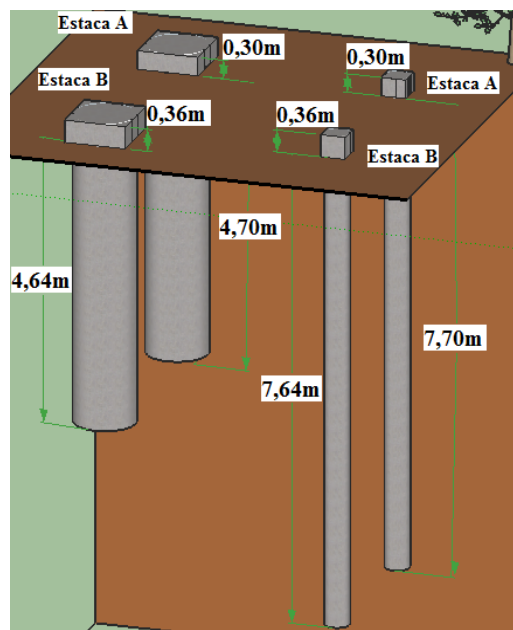 Estaca A
0,30m
0,30m
Estaca A
Estaca B
0,36m
0,36m
Estaca B
4,64m
4,70m
7,64m
7,70m